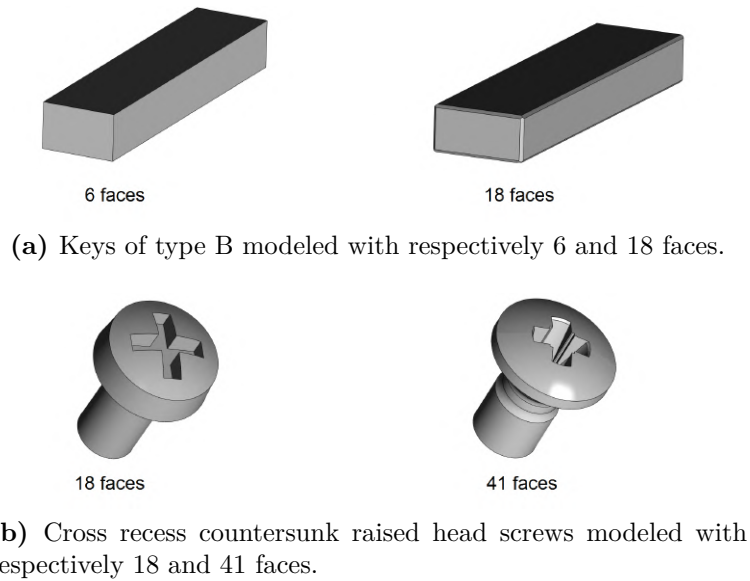 6 faces
18 faces
(a) Keys of type B modeled with respectively 6 and 18 faces.
18 faces
41 faces
b) Cross recess countersunk raised head screws modeled with
espectively 18 and 41 faces.